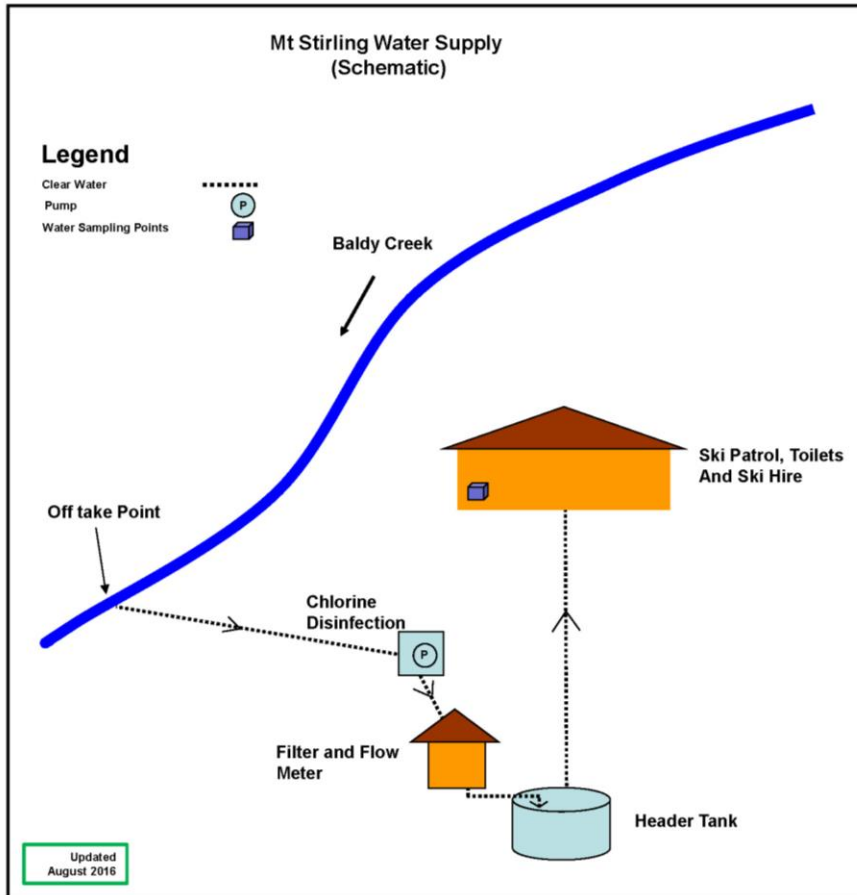 Mt Stirling Water Supply
(Schematic)
Legend
Clear Water
Pump
P
Water Sampling Points
Baldy Creek
Ski Patrol, Toilets
And Ski Hire
Off take Point
Chlorine
Disinfection
P
Filter and Flow
Meter
Header Tank
Updated
August 2016